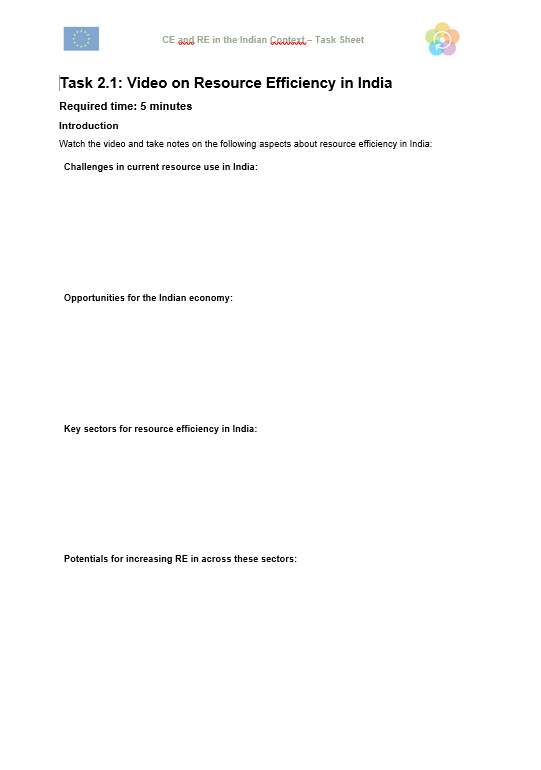 CE and RE in the Indian Context – Task Sheet
Task 2.1: Video on Resource Efficiency in India
Required time: 5 minutes
Introduction
Watch the video and take notes on the following aspects about resource efficiency in India:
Challenges in current resource use in India:
Opportunities for the Indian economy:
Key sectors for resource efficiency in India:
Potentials for increasing RE in across these sectors: